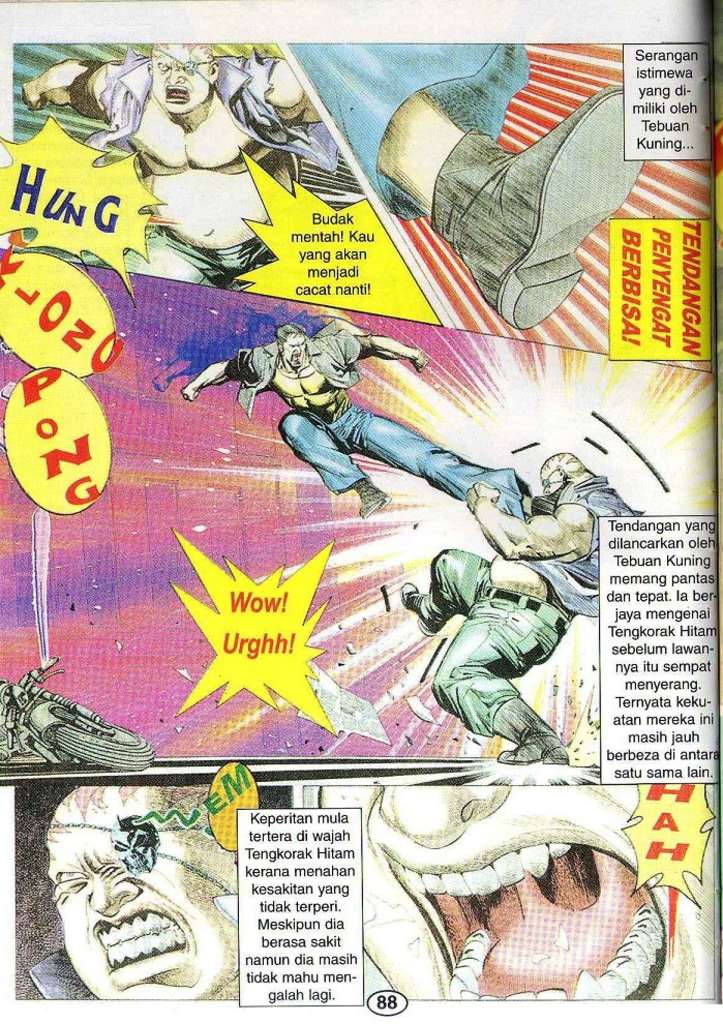 HUNG
Budak
mentah! Kau
yang akan
menjadi
cacat nanti!
Serangan
istimewa
yang di-
miliki oleh
Tebuan
Kuning...
TENDANGAN
PENYENGAT
BERBISA!
PONG
Wow!
Urghh!
Tendangan yang
dilancarkan oleh
Tebuan Kuning
memang pantas
dan tepat. Ia ber-
jaya mengenai
Tengkorak Hitam
sebelum lawan-
nya itu sempat
menyerang.
Ternyata keku-
atan mereka ini
masih jauh
berbeza di antara
satu sama lain.
Keperitan mula
tertera di wajah
Tengkorak Hitam
kerana menahan
kesakitan yang
tidak terperi.
Meskipun dia
berasa sakit
namun dia masih
tidak mahu men-
galah lagi.
HAH
88